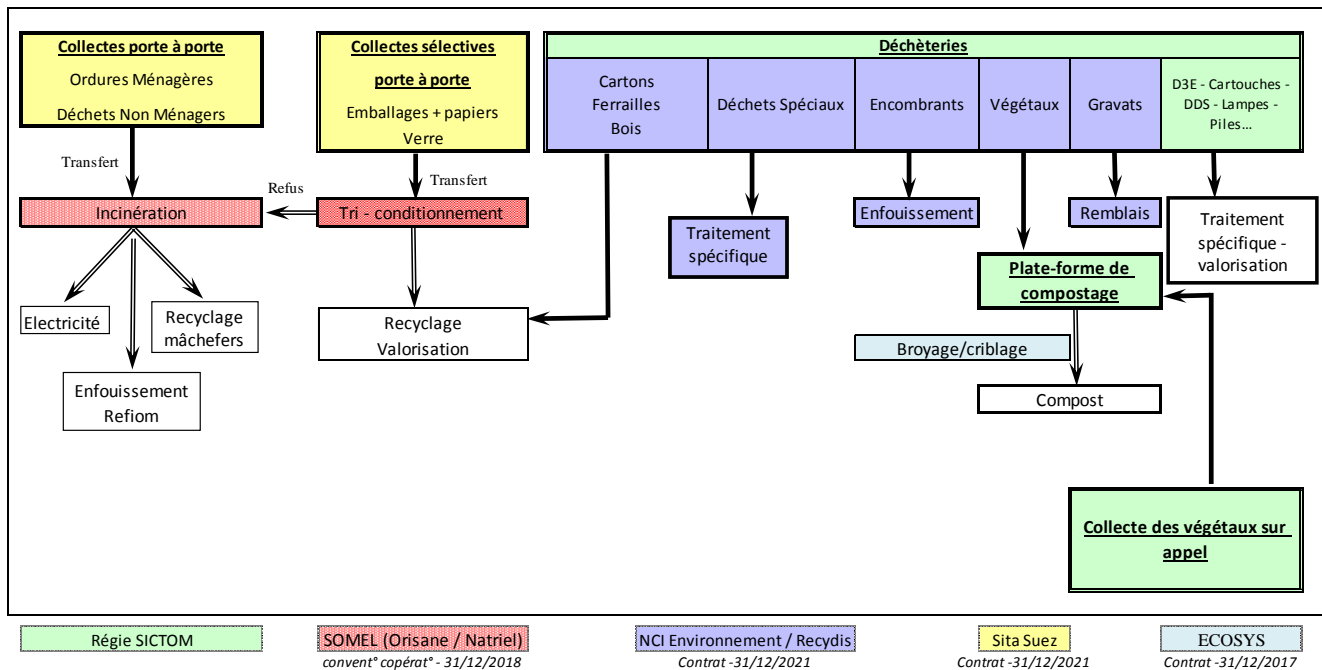 Collectes porte à porte
Ordures Ménagères
Déchets Non Ménagers
Collectes sélectives
porte à porte
Emballages + papiers
Verre
Déchèteries
Cartons
Ferrailles
Bois
Déchets Spéciaux
Encombrants
Végétaux
Gravats
D3E - Cartouches -
DDS - Lampes -
Piles...
Transfert
Transfert
Refus
Incinération
Tri - conditionnement
Traitement
spécifique
Enfouissement
Remblais
Traitement
spécifique -
valorisation
Plate-forme de
compostage
Electricité
Recyclage
mâchefers
Recyclage
Valorisation
Broyage/criblage
Enfouissement
Refiom
Compost
Collecte des végétaux sur
appel
Régie SICTOM
SOMEL (Orisane / Natriel)
convent° copérat° - 31/12/2018
NCI Environnement / Recydis
Contrat -31/12/2021
Sita Suez
Contrat -31/12/2021
ECOSYS
Contrat -31/12/2017